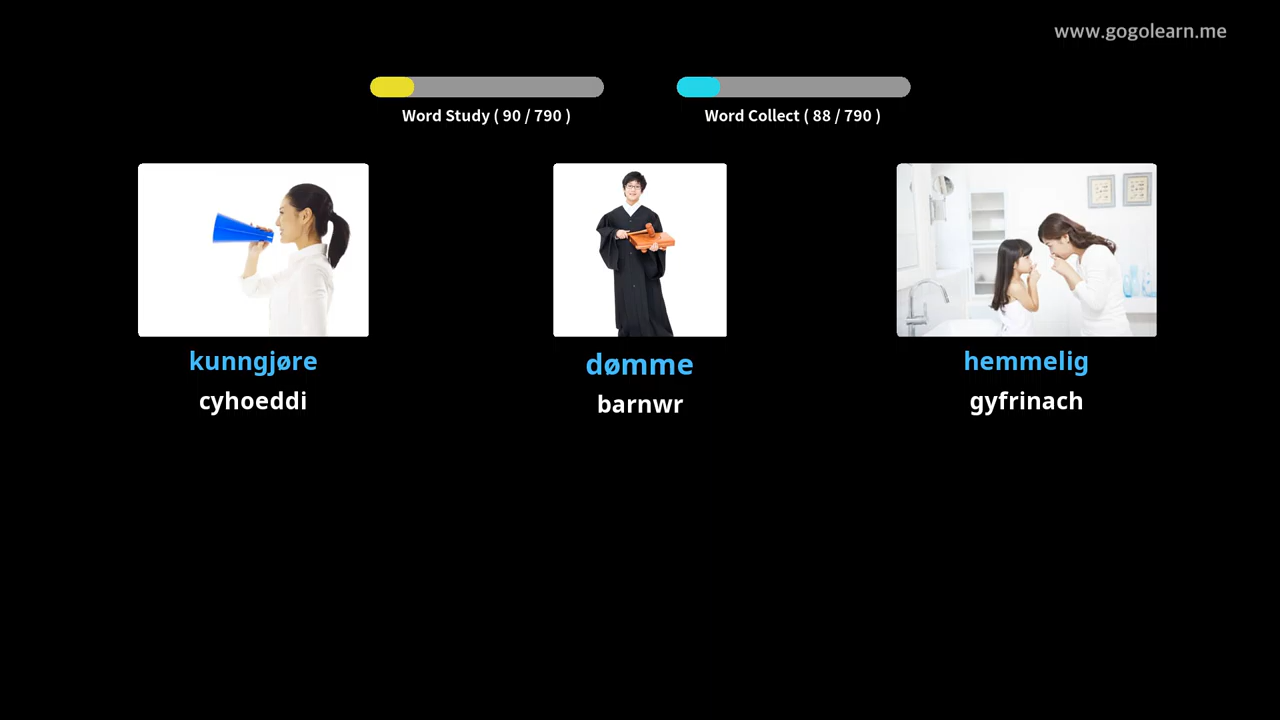 www.gogolearn.me
Word Study ( 90 / 790 )
Word Collect ( 88 / 790 )
kunngjøre
cyhoeddi
dømme
barnwr
hemmelig
gyfrinach